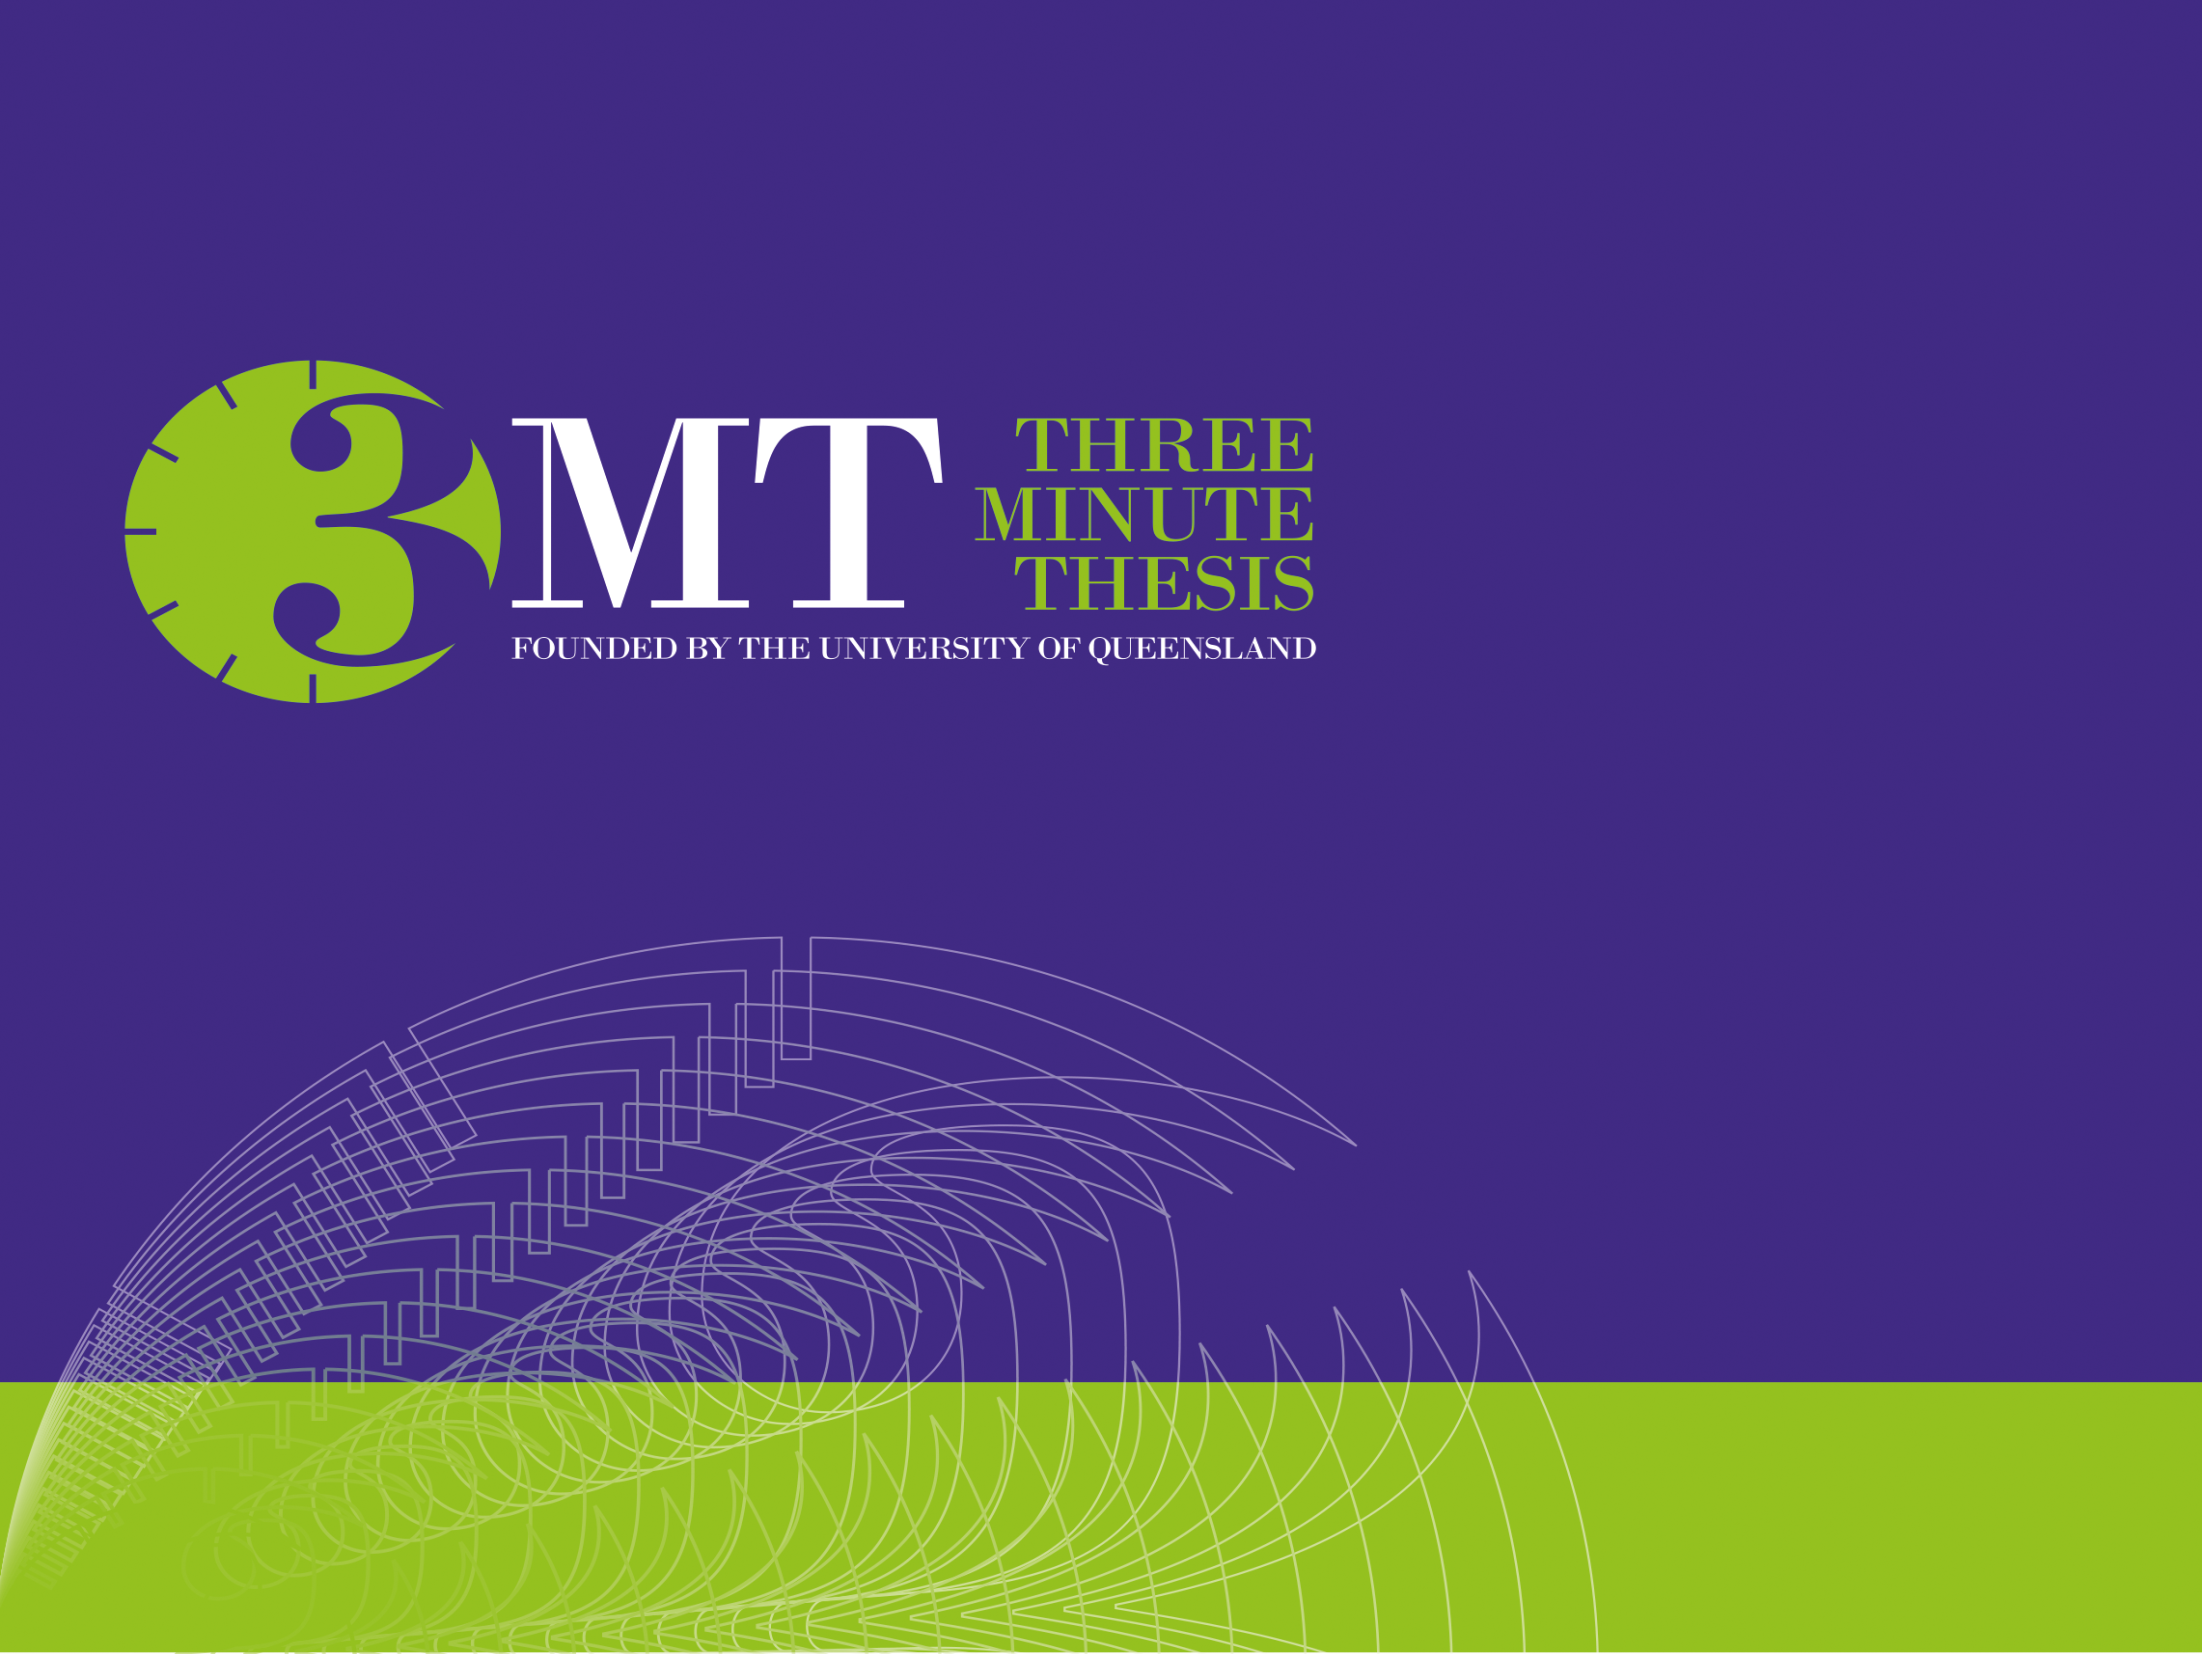 3MT
THREE
MINUTE
THESIS
FOUNDED BY THE UNIVERSITY OF QUEENSLAND